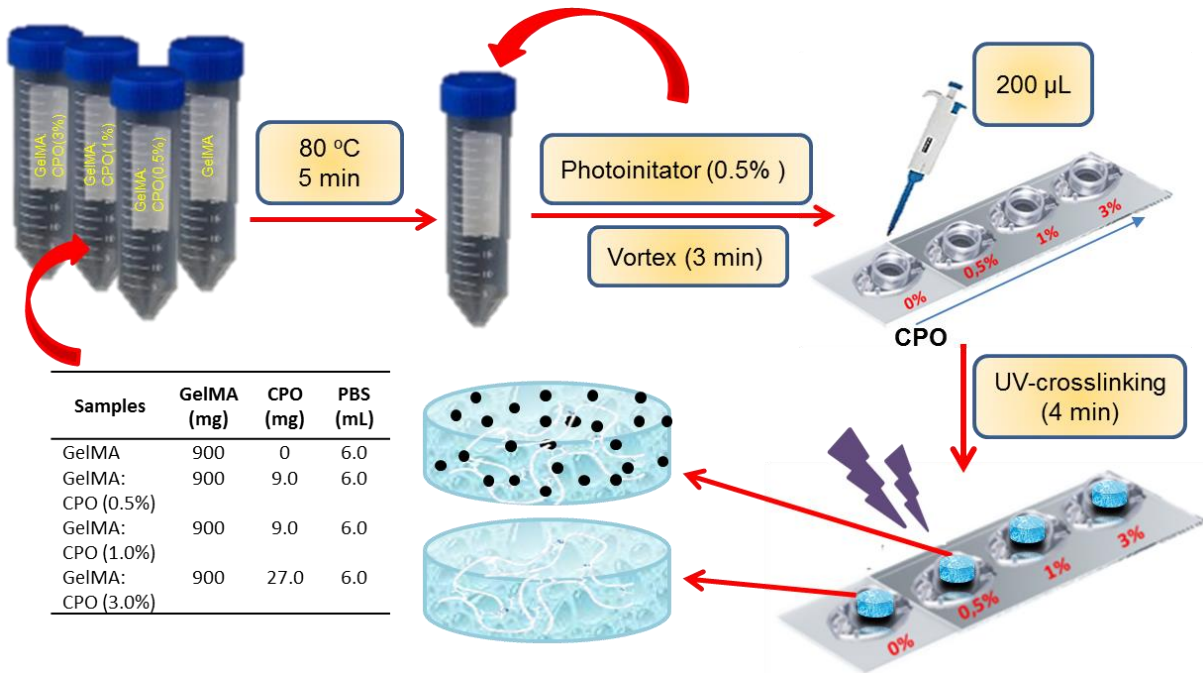 GelMA:
CPO(3%)
GelMA:
CPO(1%)
GelMA:
CPO(0.5%)
GelMA
80 °C
5 min
Photoinitator (0.5% )
Vortex (3 min)
200 µL
0%
0,5%
1%
3%
CPO
UV-crosslinking
(4 min)
Samples GelMA (mg) CPO (mg) PBS (mL)
GelMA 900 0 6.0
GelMA: 900 9.0 6.0
CPO (0.5%)
GelMA: 900 9.0 6.0
CPO (1.0%)
GelMA: 900 27.0 6.0
CPO (3.0%)
0%
0,5%
1%
3%